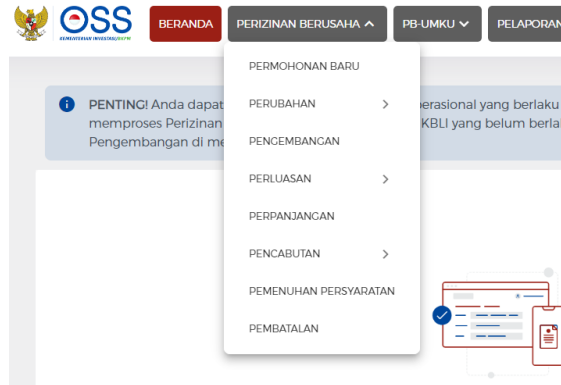 OSS
KEMENTERIAN INVESTASI/BKPM
BERANDA
PERIZINAN BERUSAHA
PB-UMKU
PELAPORAN
PERMOHONAN BARU
PERUBAHAN
PENGEMBANGAN
PERLUASAN
PERPANJANGAN
PENCABUTAN
PEMENUHAN PERSYARATAN
PEMBATALAN
PENTING! Anda dapat
erasional yang berlaku
memproses Perizinan
KBLI yang belum berla
Pengembangan di me